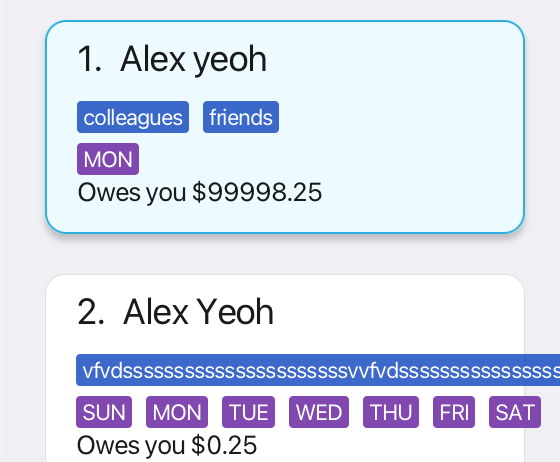 1. Alex yeoh
colleagues friends
MON
Owes you $99998.25
2. Alex Yeoh
SUN MON TUE WED THU FRI SAT
Owes you $0.25